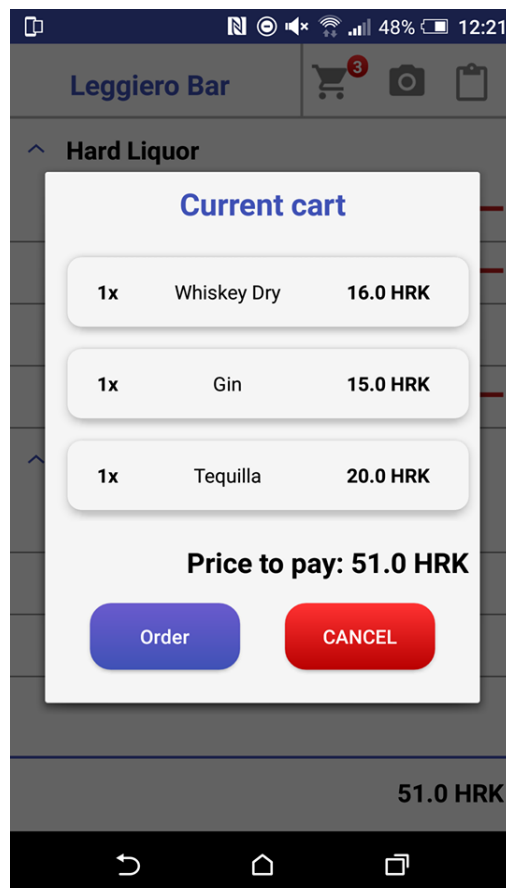 48% 12:21
Leggiero Bar 3
Hard Liquor
Current cart
1x Whiskey Dry 16.0 HRK
1x Gin 15.0 HRK
1x Tequilla 20.0 HRK
Price to pay: 51.0 HRK
Order CANCEL
51.0 HRK